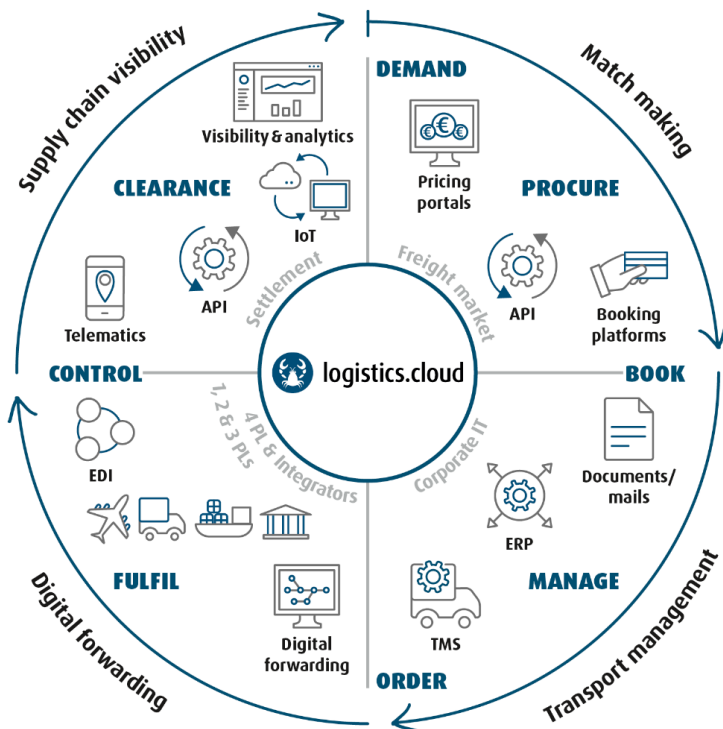 Supply chain visibility
Match making
DEMAND
Visibility & analytics
Pricing
portals
CLEARANCE
PROCURE
IoT
API
API
Settlement
Freight market
Telematics
Booking
platforms
CONTROL
logistics.cloud
BOOK
EDI
1, 2 & 3 PLs
4 PL & Integrators
Corporate IT
Documents/
mails
ERP
FULFIL
MANAGE
Digital
forwarding
TMS
ORDER
Digital forwarding
Transport management